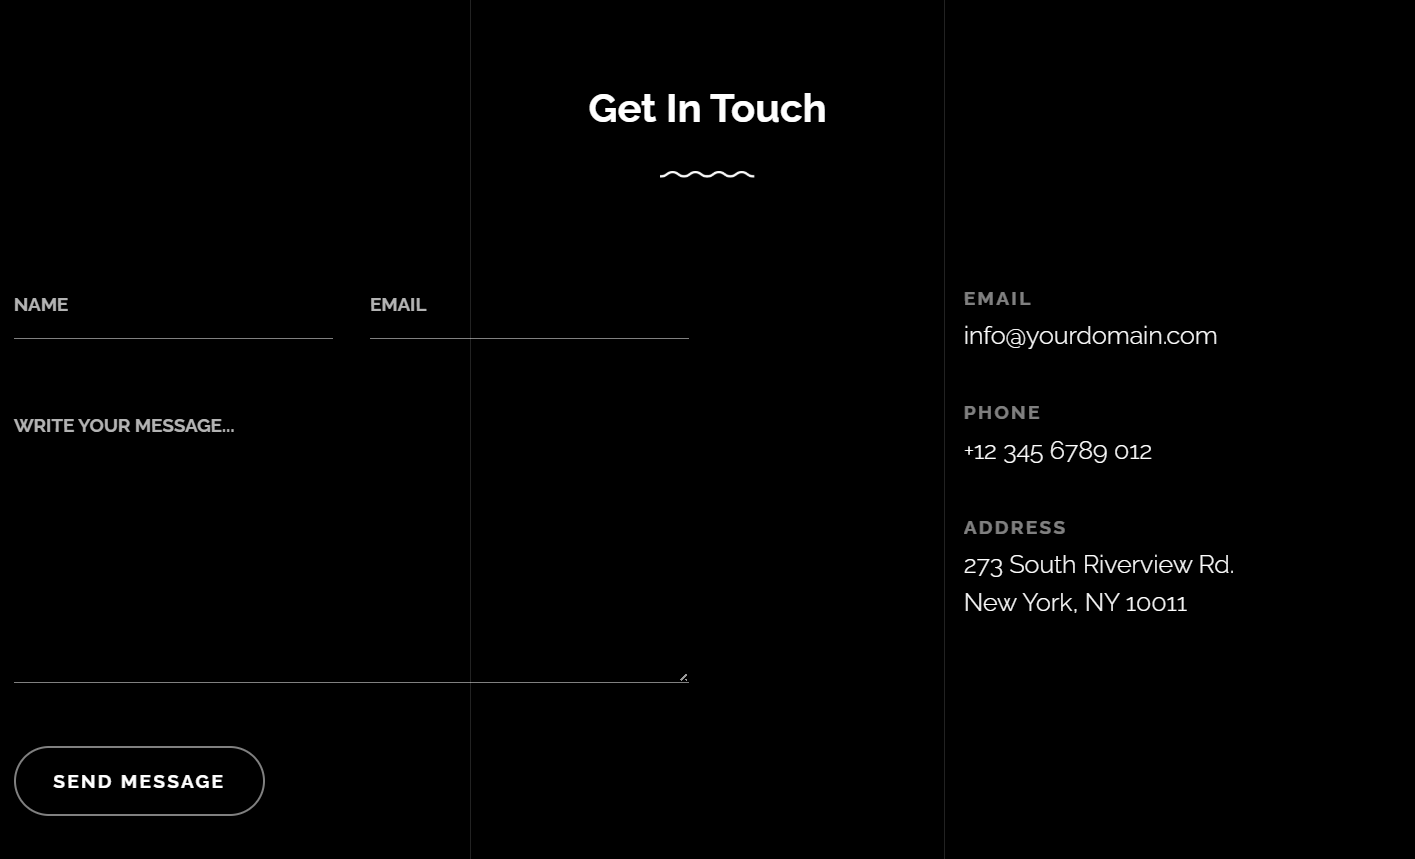 Get In Touch
NAME
EMAIL
WRITE YOUR MESSAGE...
SEND MESSAGE
EMAIL
info@yourdomain.com
PHONE
+12 345 6789 012
ADDRESS
273 South Riverview Rd.
New York, NY 10011